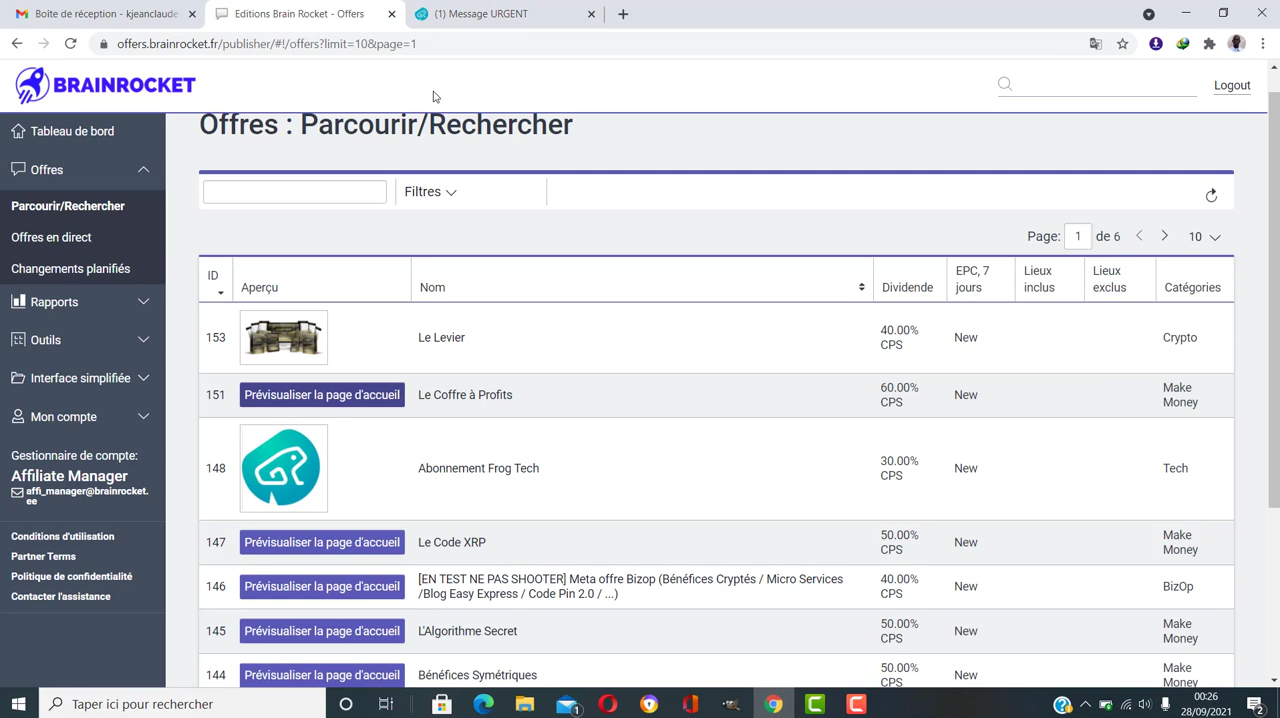 Boîte de réception - kjeanclaude
Editions Brain Rocket - Offers
(1) Message URGENT
offers.brainrocket.fr/publisher/#!/offers?limit=10&page=1
BRAINROCKET
Logout
Tableau de bord
Offres
Parcourir/Rechercher
Offres en direct
Changements planifiés
Rapports
Outils
Interface simplifiée
Mon compte
Gestionnaire de compte:
Affiliate Manager
affi_manager@brainrocket.
ee
Conditions d'utilisation
Partner Terms
Politique de confidentialité
Contacter l'assistance
Offres : Parcourir/Rechercher
Filtres
Page: 1 de 6 10
ID Aperçu Nom Dividende EPC, 7 jours Lieux inclus Lieux exclus Catégories
153 Le Levier 40.00% CPS New Crypto
151 Prévisualiser la page d'accueil Le Coffre à Profits 60.00% CPS New Make Money
148 Abonnement Frog Tech 30.00% CPS New Tech
147 Prévisualiser la page d'accueil Le Code XRP 50.00% CPS New Make Money
146 Prévisualiser la page d'accueil [EN TEST NE PAS SHOOTER] Meta offre Bizop (Bénéfices Cryptés / Micro Services /Blog Easy Express / Code Pin 2.0 / ...) 40.00% CPS New BizOp
145 Prévisualiser la page d'accueil L'Algorithme Secret 50.00% CPS New Make Money
144 Prévisualiser la page d'accueil Bénéfices Symétriques 50.00% CPS New Make Money
Taper ici pour rechercher
1
00:26
28/09/2021
2